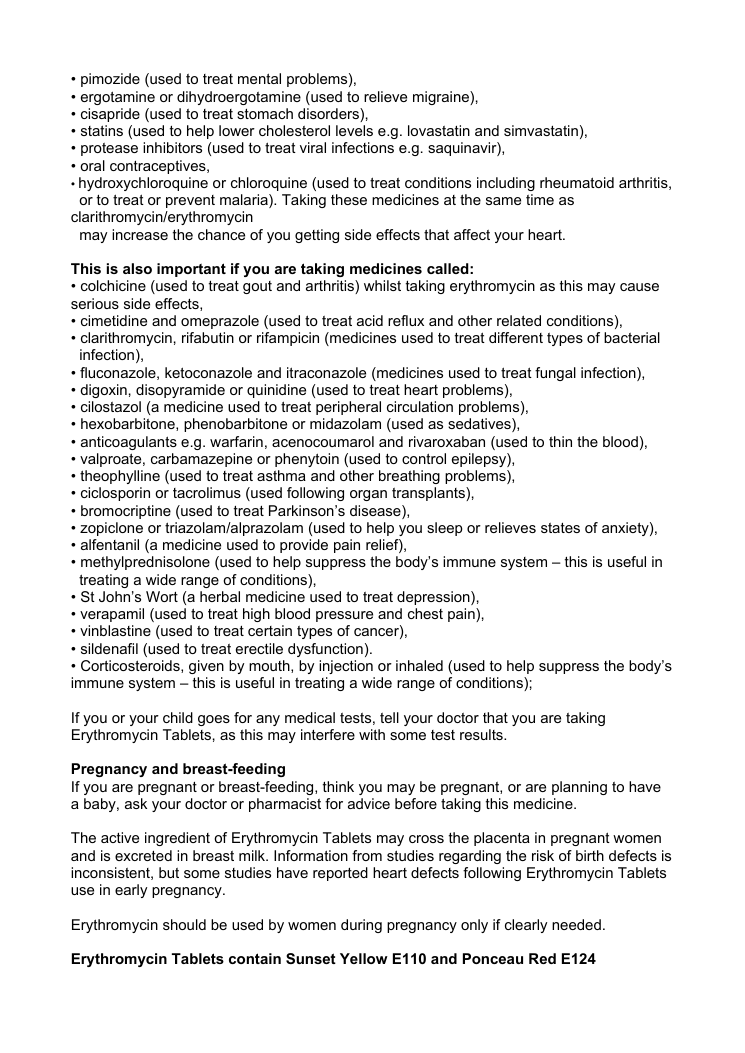 • pimozide (used to treat mental problems),
• ergotamine or dihydroergotamine (used to relieve migraine),
• cisapride (used to treat stomach disorders),
• statins (used to help lower cholesterol levels e.g. lovastatin and simvastatin),
• protease inhibitors (used to treat viral infections e.g. saquinavir),
• oral contraceptives,
• hydroxychloroquine or chloroquine (used to treat conditions including rheumatoid arthritis,
or to treat or prevent malaria). Taking these medicines at the same time as
clarithromycin/erythromycin
may increase the chance of you getting side effects that affect your heart.
This is also important if you are taking medicines called:
• colchicine (used to treat gout and arthritis) whilst taking erythromycin as this may cause
serious side effects,
• cimetidine and omeprazole (used to treat acid reflux and other related conditions),
• clarithromycin, rifabutin or rifampicin (medicines used to treat different types of bacterial
infection),
• fluconazole, ketoconazole and itraconazole (medicines used to treat fungal infection),
• digoxin, disopyramide or quinidine (used to treat heart problems),
• cilostazol (a medicine used to treat peripheral circulation problems),
• hexobarbitone, phenobarbitone or midazolam (used as sedatives),
• anticoagulants e.g. warfarin, acenocoumarol and rivaroxaban (used to thin the blood),
• valproate, carbamazepine or phenytoin (used to control epilepsy),
• theophylline (used to treat asthma and other breathing problems),
• ciclosporin or tacrolimus (used following organ transplants),
• bromocriptine (used to treat Parkinson’s disease),
• zopiclone or triazolam/alprazolam (used to help you sleep or relieves states of anxiety),
• alfentanil (a medicine used to provide pain relief),
• methylprednisolone (used to help suppress the body’s immune system – this is useful in
treating a wide range of conditions),
• St John’s Wort (a herbal medicine used to treat depression),
• verapamil (used to treat high blood pressure and chest pain),
• vinblastine (used to treat certain types of cancer),
• sildenafil (used to treat erectile dysfunction).
• Corticosteroids, given by mouth, by injection or inhaled (used to help suppress the body’s
immune system – this is useful in treating a wide range of conditions);
If you or your child goes for any medical tests, tell your doctor that you are taking
Erythromycin Tablets, as this may interfere with some test results.
Pregnancy and breast-feeding
If you are pregnant or breast-feeding, think you may be pregnant, or are planning to have
a baby, ask your doctor or pharmacist for advice before taking this medicine.
The active ingredient of Erythromycin Tablets may cross the placenta in pregnant women
and is excreted in breast milk. Information from studies regarding the risk of birth defects is
inconsistent, but some studies have reported heart defects following Erythromycin Tablets
use in early pregnancy.
Erythromycin should be used by women during pregnancy only if clearly needed.
Erythromycin Tablets contain Sunset Yellow E110 and Ponceau Red E124